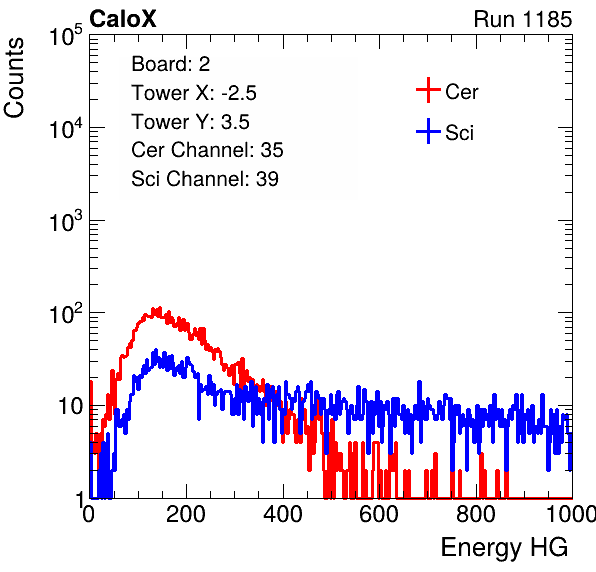 CaloX Run 1185
Counts
10^5
10^4
10^3
10^2
10
1
Board: 2
Tower X: -2.5
Tower Y: 3.5
Cer Channel: 35
Sci Channel: 39
Cer
Sci
0 200 400 600 800 1000
Energy HG